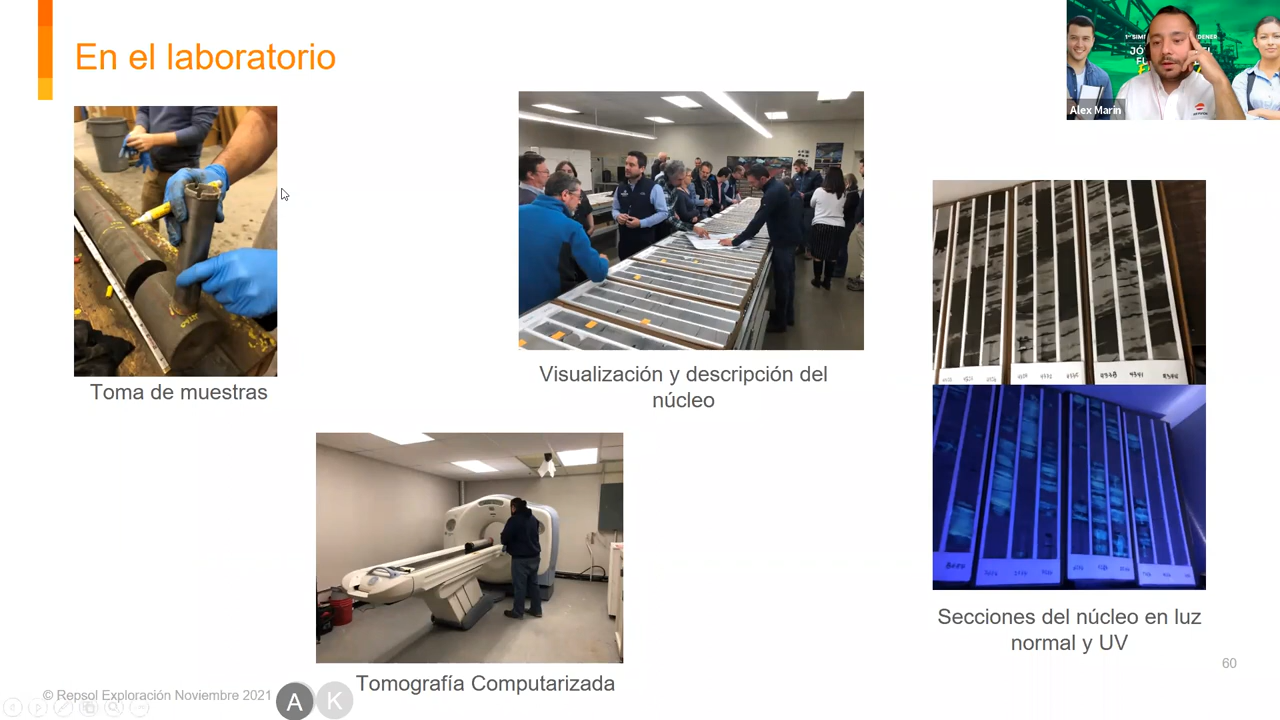 En el laboratorio
Alex Marín
Toma de muestras
Visualización y descripción del
núcleo
Tomografía Computarizada
Secciones del núcleo en luz
normal y UV
60
© Repsol Exploración Noviembre 2021
A
K